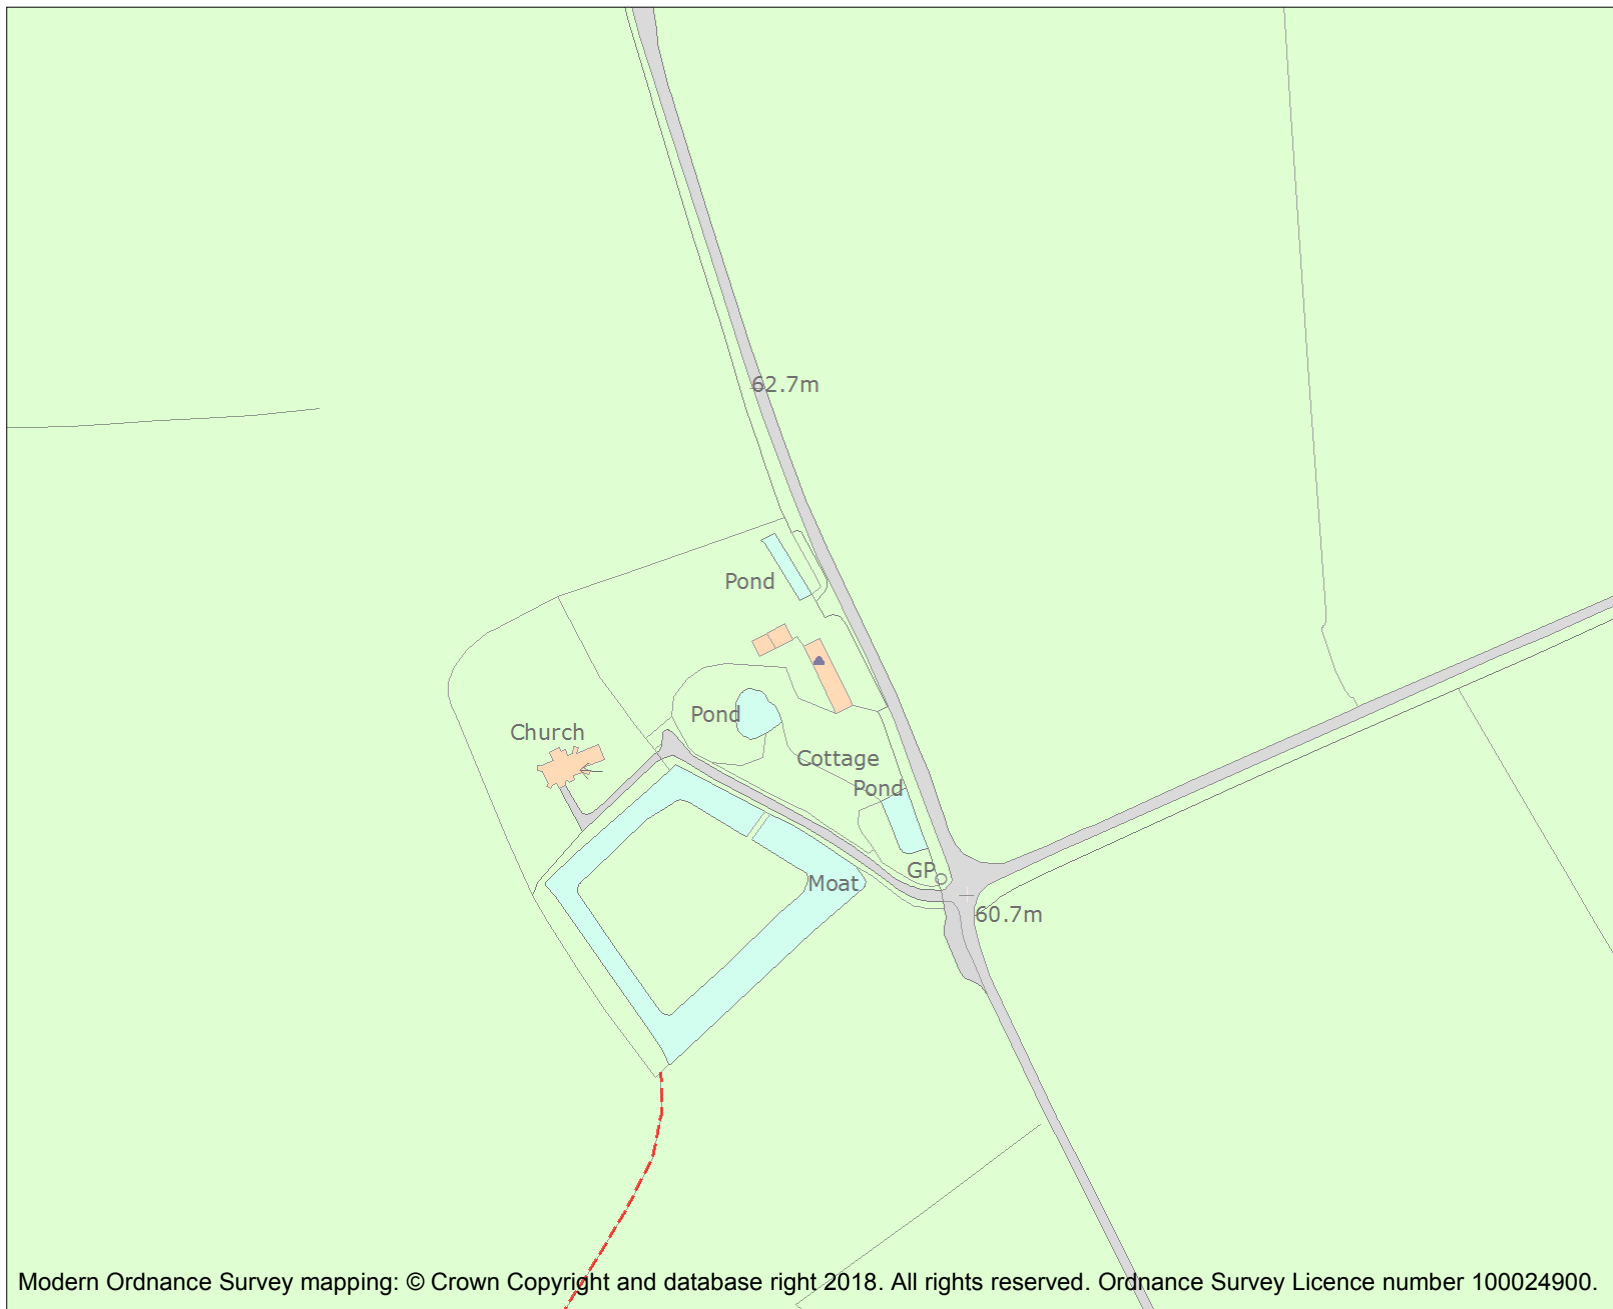 62.7m
Pond
Pond
Church
Cottage
Pond
GP
Moat
60.7m
Modern Ordnance Survey mapping: © Crown Copyright and database right 2018. All rights reserved. Ordnance Survey Licence number 100024900.